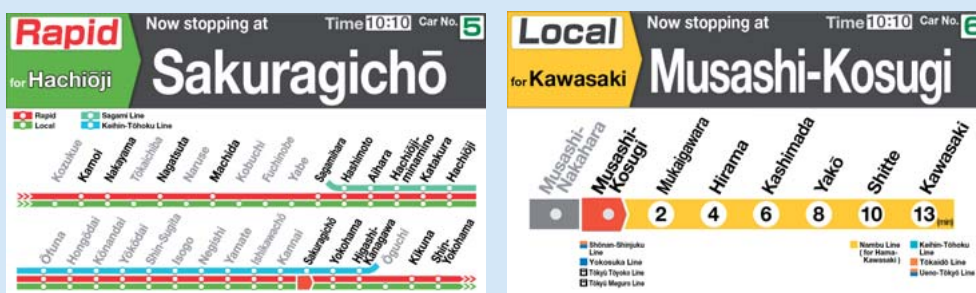 Rapid
for Hachiōji
Now stopping at
Time 10:10 Car No. 5
Sakuragichō
Rapid
Local
Sagami Line
Keihin-Tōhoku Line
Kozukue
Kamoi
Nakayama
Tōkaichiba
Nagatsuta
Naruse
Machida
Kobuchi
Fuchinobe
Yabe
Sagamihara
Hashimoto
Aihara
Hachiōji-
minamino
Katakura
Hachiōji
Ōfuna
Hongōdai
Kōnandai
Yōkōdai
Shin-Sugita
Isogo
Negishi
Yamate
Ishikawachō
Kannai
Sakuragichō
Yokohama
Higashi-
Kanagawa
Ōguchi
Kikuna
Shin-
Yokohama
Local
for Kawasaki
Now stopping at
Time 10:10 Car No. 6
Musashi-Kosugi
Musashi-
Nakahara
Musashi-
Kosugi
Mukaigawara
Hirama
Kashimada
Yakō
Shitte
Kawasaki
2 4 6 8 10 13 (min)
Shōnan-Shinjuku
Line
Yokosuka Line
Tōkyū Tōyoko Line
Tōkyū Meguro Line
Nambu Line
( for Hama-
Kawasaki )
Keihin-Tōhoku
Line
Tōkaidō Line
Ueno-Tōkyō Line